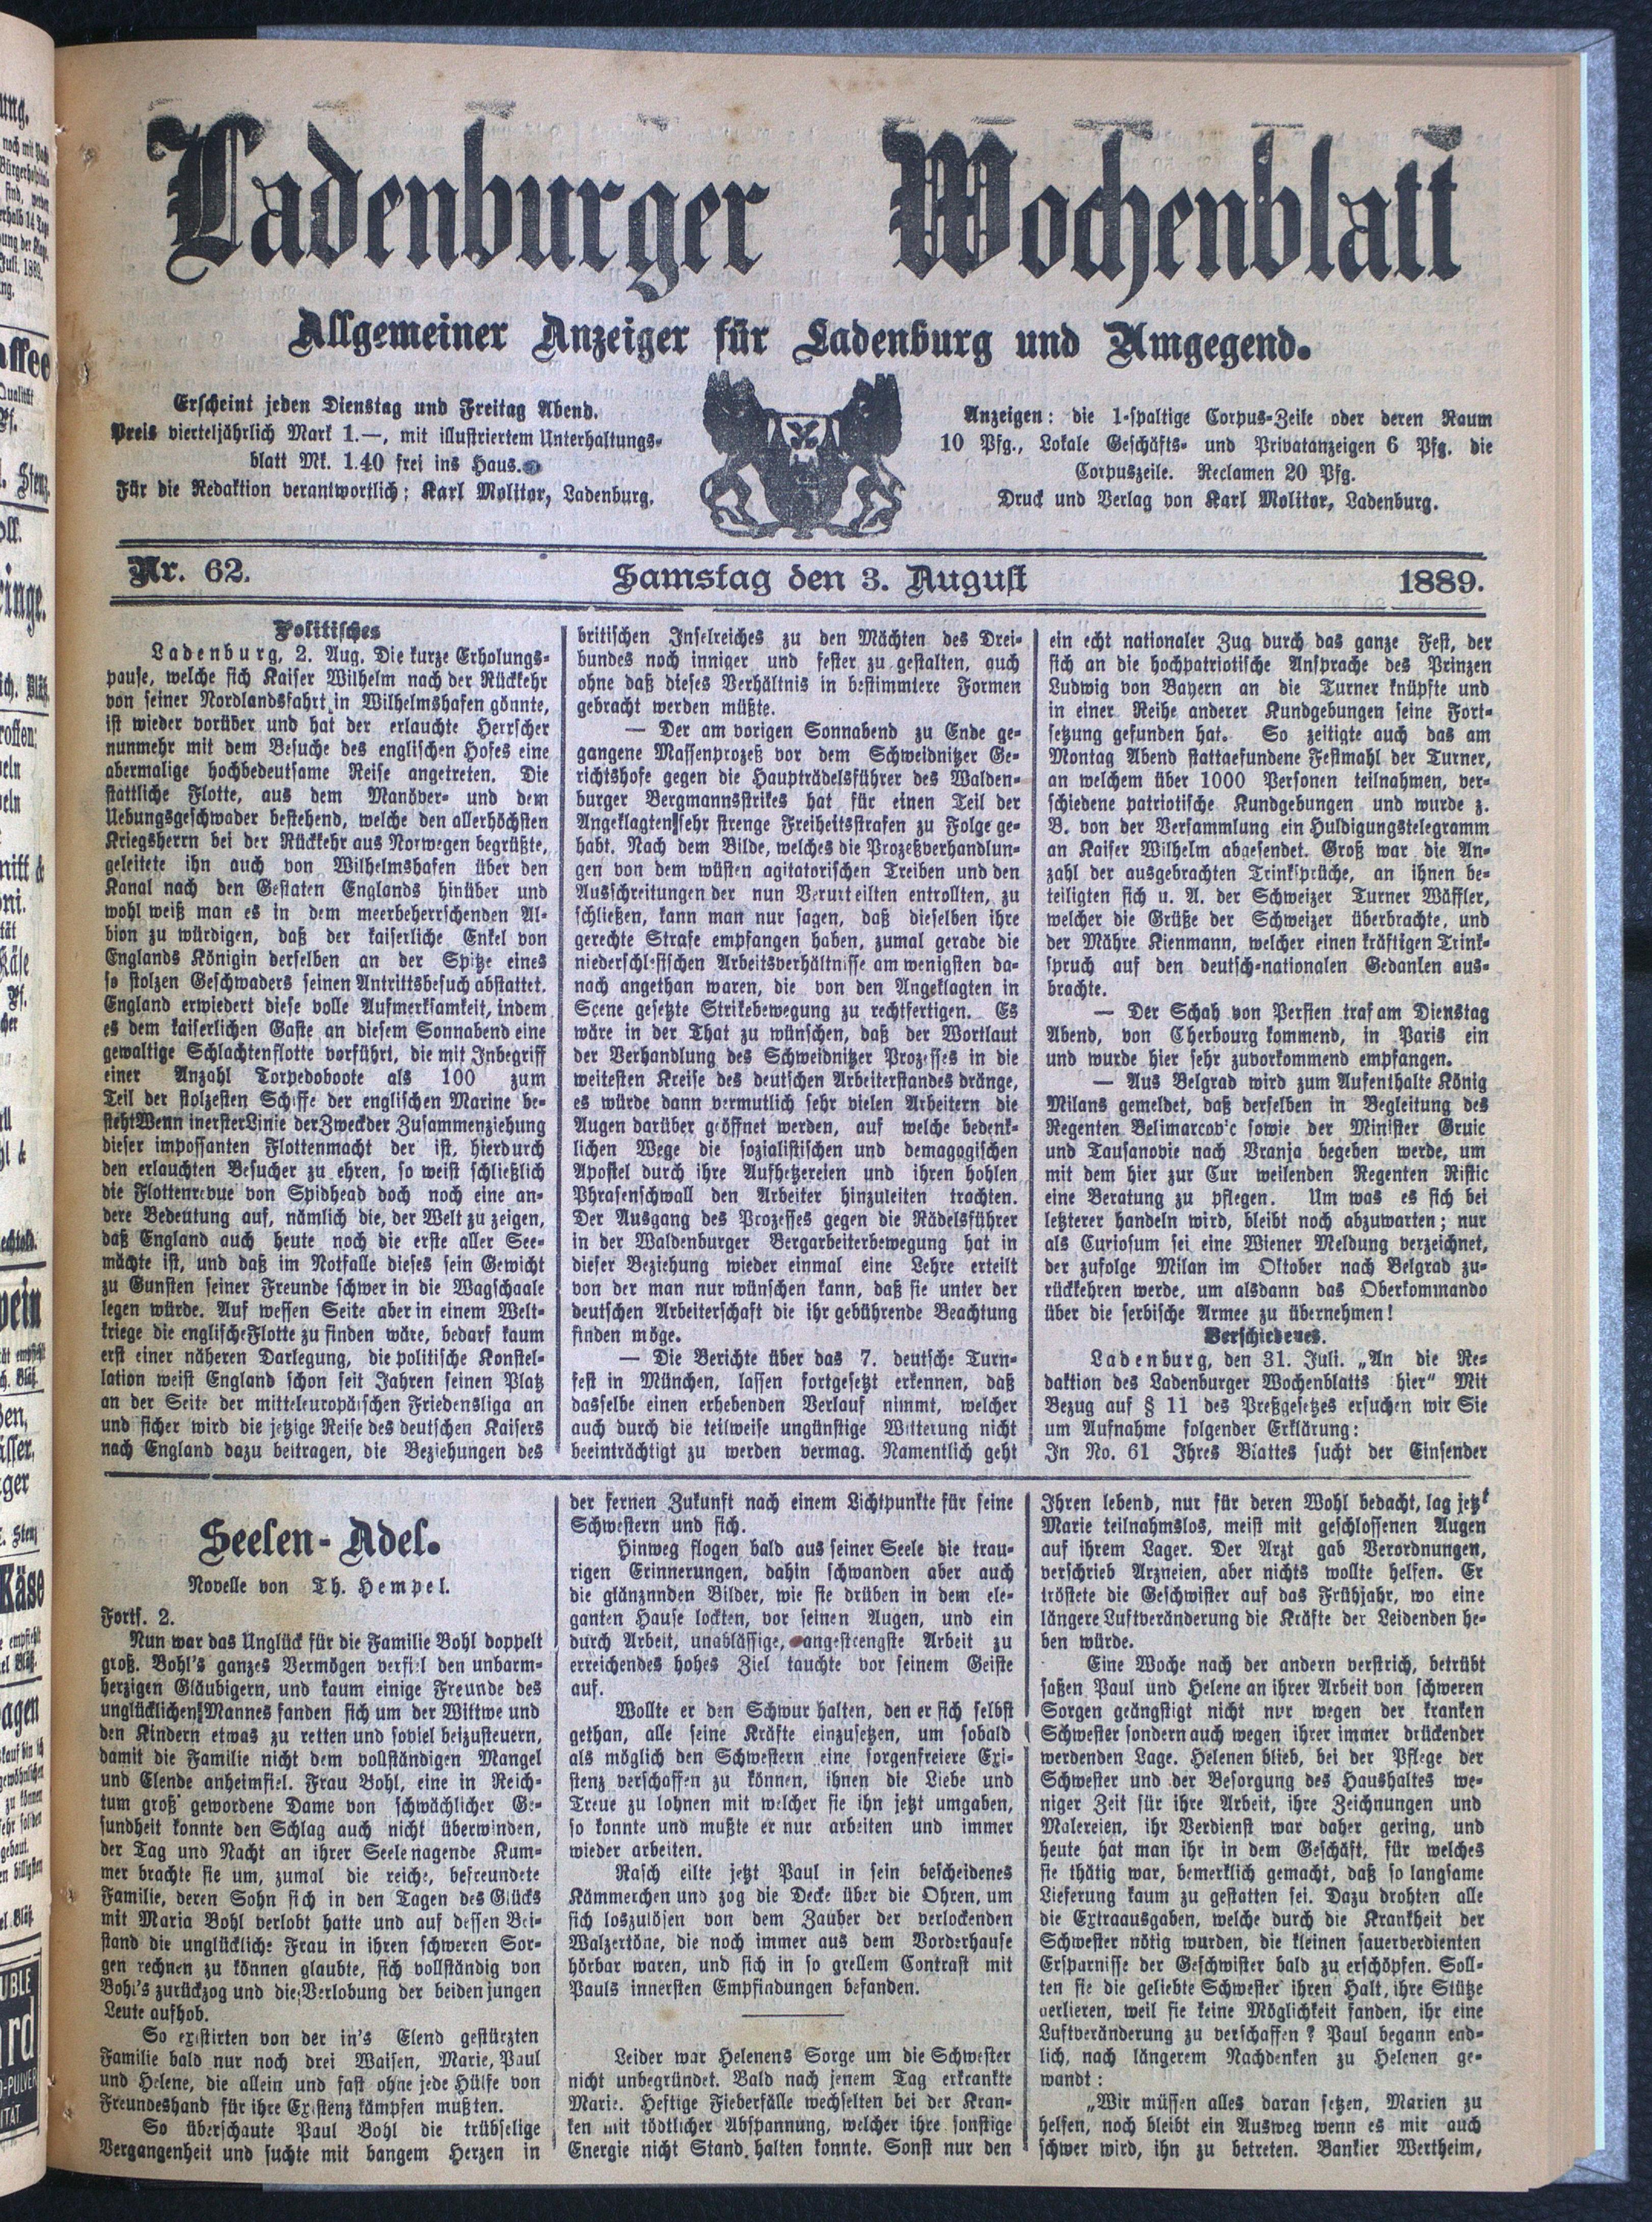 Ladenburger Wochenblatt
Allgemeiner Anzeiger für Ladenburg und Umgegend.
Erscheint jeden Dienstag und Freitag Abend.
Preis vierteljährlich Mark 1.—, mit illustriertem Unterhaltungs-
blatt Mk. 1.40 frei ins Haus.
Für die Redaktion verantwortlich: Karl Molitor, Ladenburg.
Anzeigen: die 1-spaltige Corpus-Zeile oder deren Raum
10 Pfg., Lokale Geschäfts- und Privatanzeigen 6 Pfg. die
Corpuszeile. Reclamen 20 Pfg.
Druck und Verlag von Karl Molitor, Ladenburg.
Nr. 62. Samstag den 3. August 1889.
Politisches
Ladenburg, 2. Aug. Die kurze Erholungs-
pause, welche sich Kaiser Wilhelm nach der Rückkehr
von seiner Nordlandsfahrt in Wilhelmshafen gönnte,
ist wieder vorüber und hat der erlauchte Herrscher
nunmehr mit dem Besuche des englischen Hofes eine
abermalige hochbedeutsame Reise angetreten. Die
stattliche Flotte, aus dem Manöver- und dem
Uebungsgeschwader bestehend, welche den allerhöchsten
Kriegsherrn bei der Rückkehr aus Norwegen begrüßte,
geleitete ihn auch von Wilhelmshafen über den
Kanal nach den Gestaten Englands hinüber und
wohl weiß man es in dem meerbeherrschenden Al-
bion zu würdigen, daß der kaiserliche Enkel von
Englands Königin derselben an der Spitze eines
so stolzen Geschwaders seinen Antrittsbesuch abstattet.
England erwiedert diese volle Aufmerksamkeit, indem
es dem kaiserlichen Gaste an diesem Sonnabend eine
gewaltige Schlachtenflotte vorführt, die mit Inbegriff
einer Anzahl Torpedoboote als 100 zum
Teil der stolzesten Schiffe der englischen Marine be-
steht Wenn in erster Linie der Zweck der Zusammenziehung
dieser impossanten Flottenmacht der ist, hierdurch
den erlauchten Besucher zu ehren, so weist schließlich
die Flottenrevue von Spidhead doch noch eine an-
dere Bedeutung auf, nämlich die, der Welt zu zeigen,
daß England auch heute noch die erste aller See-
mächte ist, und daß im Notfalle dieses sein Gewicht
zu Gunsten seiner Freunde schwer in die Wagschaale
legen würde. Auf wessen Seite aber in einem Welt-
kriege die englische Flotte zu finden wäre, bedarf kaum
erst einer näheren Darlegung, die politische Konstel-
lation weist England schon seit Jahren seinen Platz
an der Seite der mitteleuropäischen Friedensliga an
und sicher wird die jetzige Reise des deutschen Kaisers
nach England dazu beitragen, die Beziehungen des
britischen Inselreiches zu den Mächten des Drei-
bundes noch inniger und fester zu gestalten, auch
ohne daß dieses Verhältnis in bestimmtere Formen
gebracht werden müßte.
— Der am vorigen Sonnabend zu Ende ge-
gangene Massenprozeß vor dem Schweidnitzer Ge-
richtshofe gegen die Haupträdelsführer des Walden-
burger Bergmannsstrikes hat für einen Teil der
Angeklagten sehr strenge Freiheitsstrafen zu Folge ge-
habt. Nach dem Bilde, welches die Prozeßverhandlun-
gen von dem wüsten agitatorischen Treiben und den
Ausschreitungen der nun Verurteilten entrollten, zu
schließen, kann man nur sagen, daß dieselben ihre
gerechte Strafe empfangen haben, zumal gerade die
niederschlesischen Arbeitsverhältnisse am wenigsten da-
nach angethan waren, die von den Angeklagten in
Scene gesetzte Strikebewegung zu rechtfertigen. Es
wäre in der That zu wünschen, daß der Wortlaut
der Verhandlung des Schweidnitzer Prozesses in die
weitesten Kreise des deutschen Arbeiterstandes dränge,
es würde dann vermutlich sehr vielen Arbeitern die
Augen darüber geöffnet werden, auf welche bedenk-
lichen Wege die sozialistischen und demagogischen
Apostel durch ihre Aufhetzereien und ihren hohlen
Phrasenschwall den Arbeiter hinzuleiten trachten.
Der Ausgang des Prozesses gegen die Rädelsführer
in der Waldenburger Bergarbeiterbewegung hat in
dieser Beziehung wieder einmal eine Lehre erteilt
von der man nur wünschen kann, daß sie unter der
deutschen Arbeiterschaft die ihr gebührende Beachtung
finden möge.
— Die Berichte über das 7. deutsche Turn-
fest in München, lassen fortgesetzt erkennen, daß
dasselbe einen erhebenden Verlauf nimmt, welcher
auch durch die teilweise ungünstige Witterung nicht
beeinträchtigt zu werden vermag. Namentlich geht
ein echt nationaler Zug durch das ganze Fest, der
sich an die hochpatriotische Ansprache des Prinzen
Ludwig von Bayern an die Turner knüpfte und
in einer Reihe anderer Kundgebungen seine Fort-
setzung gefunden hat. So zeitigte auch das am
Montag Abend stattgefundene Festmahl der Turner,
an welchem über 1000 Personen teilnahmen, ver-
schiedene patriotische Kundgebungen und wurde z.
B. von der Versammlung ein Huldigungstelegramm
an Kaiser Wilhelm abgesendet. Groß war die An-
zahl der ausgebrachten Trinksprüche, an ihnen be-
teiligten sich u. A. der Schweizer Turner Wäffler,
welcher die Grüße der Schweizer überbrachte, und
der Mähre Kienmann, welcher einen kräftigen Trink-
spruch auf den deutsch-nationalen Gedanken aus-
brachte.
— Der Schah von Persien traf am Dienstag
Abend, von Cherbourg kommend, in Paris ein
und wurde hier sehr zuvorkommend empfangen.
— Aus Belgrad wird zum Aufenthalte König
Milans gemeldet, daß derselben in Begleitung des
Regenten Belimarcovic sowie der Minister Gruic
und Tausanovie nach Vranja begeben werde, um
mit dem hier zur Cur weilenden Regenten Ristic
eine Beratung zu pflegen. Um was es sich bei
letzterer handeln wird, bleibt noch abzuwarten; nur
als Curiosum sei eine Wiener Meldung verzeichnet,
der zufolge Milan im Oktober nach Belgrad zu-
rückkehren werde, um alsdann das Oberkommando
über die serbische Armee zu übernehmen!
Verschiedenes.
Ladenburg, den 31. Juli. „An die Re-
daktion des Ladenburger Wochenblatts hier“ Mit
Bezug auf § 11 des Preßgesetzes ersuchen wir Sie
um Aufnahme folgender Erklärung:
In No. 61 Ihres Blattes sucht der Einsender
Seelen-Adel.
Novelle von Th. Hempel.
Forts. 2.
Nun war das Unglück für die Familie Bohl doppelt
groß. Bohl's ganzes Vermögen verfiel den unbarm-
herzigen Gläubigern, und kaum einige Freunde des
unglücklichen Mannes fanden sich um der Wittwe und
den Kindern etwas zu retten und soviel beizusteuern,
damit die Familie nicht dem vollständigen Mangel
und Elende anheimfiel. Frau Bohl, eine in Reich-
tum groß gewordene Dame von schwächlicher Ge-
sundheit konnte den Schlag auch nicht überwinden,
der Tag und Nacht an ihrer Seele nagende Kum-
mer brachte sie um, zumal die reiche, befreundete
Familie, deren Sohn sich in den Tagen des Glücks
mit Maria Bohl verlobt hatte und auf dessen Bei-
stand die unglückliche Frau in ihren schweren Sor-
gen rechnen zu können glaubte, sich vollständig von
Bohl's zurückzog und die Verlobung der beiden jungen
Leute aufhob.
So existirten von der in's Elend gestürzten
Familie bald nur noch drei Waisen, Marie, Paul
und Helene, die allein und fast ohne jede Hülfe von
Freundeshand für ihre Existenz kämpfen mußten.
So überschaute Paul Bohl die trübselige
Vergangenheit und suchte mit bangem Herzen in
der fernen Zukunft nach einem Lichtpunkte für seine
Schwestern und sich.
Hinweg flogen bald aus seiner Seele die trau-
rigen Erinnerungen, dahin schwanden aber auch
die glänznnden Bilder, wie sie drüben in dem ele-
ganten Hause lockten, vor seinen Augen, und ein
durch Arbeit, unablässige, angestrengste Arbeit zu
erreichendes hohes Ziel tauchte vor seinem Geiste
auf.
Wollte er den Schwur halten, den er sich selbst
gethan, alle seine Kräfte einzusetzen, um sobald
als möglich den Schwestern eine sorgenfreiere Exi-
stenz verschaffen zu können, ihnen die Liebe und
Treue zu lohnen mit welcher sie ihn jetzt umgaben,
so konnte und mußte er nur arbeiten und immer
wieder arbeiten.
Rasch eilte jetzt Paul in sein bescheidenes
Kämmerchen und zog die Decke über die Ohren, um
sich loszulösen von dem Zauber der verlockenden
Walzertöne, die noch immer aus dem Vorderhause
hörbar waren, und sich in so grellem Contrast mit
Pauls innersten Empfindungen befanden.
Leider war Helenens Sorge um die Schwester
nicht unbegründet. Bald nach jenem Tag erkrankte
Marie. Heftige Fieberfälle wechselten bei der Kran-
ken mit tödtlicher Abspannung, welcher ihre sonstige
Energie nicht Stand halten konnte. Sonst nur den
Ihren lebend, nur für deren Wohl bedacht, lag jetzt
Marie teilnahmslos, meist mit geschlossenen Augen
auf ihrem Lager. Der Arzt gab Verordnungen,
verschrieb Arzneien, aber nichts wollte helfen. Er
tröstete die Geschwister auf das Frühjahr, wo eine
längere Luftveränderung die Kräfte der Leidenden he-
ben würde.
Eine Woche nach der andern verstrich, betrübt
saßen Paul und Helene an ihrer Arbeit von schweren
Sorgen geängstigt nicht nur wegen der kranken
Schwester sondern auch wegen ihrer immer drückender
werdenden Lage. Helenen blieb, bei der Pflege der
Schwester und der Besorgung des Haushaltes we-
niger Zeit für ihre Arbeit, ihre Zeichnungen und
Malereien, ihr Verdienst war daher gering, und
heute hat man ihr in dem Geschäft, für welches
sie thätig war, bemerklich gemacht, daß so langsame
Lieferung kaum zu gestatten sei. Dazu drohten alle
die Extraausgaben, welche durch die Krankheit der
Schwester nötig wurden, die kleinen sauerverdienten
Ersparnisse der Geschwister bald zu erschöpfen. Soll-
ten sie die geliebte Schwester ihren Halt, ihre Stütze
verlieren, weil sie keine Möglichkeit fanden, ihr eine
Luftveränderung zu verschaffen? Paul begann end-
lich, nach längerem Nachdenken zu Helenen ge-
wandt:
„Wir müssen alles daran setzen, Marien zu
helfen, noch bleibt ein Ausweg wenn es mir auch
schwer wird, ihn zu betreten. Bankier Wertheim,